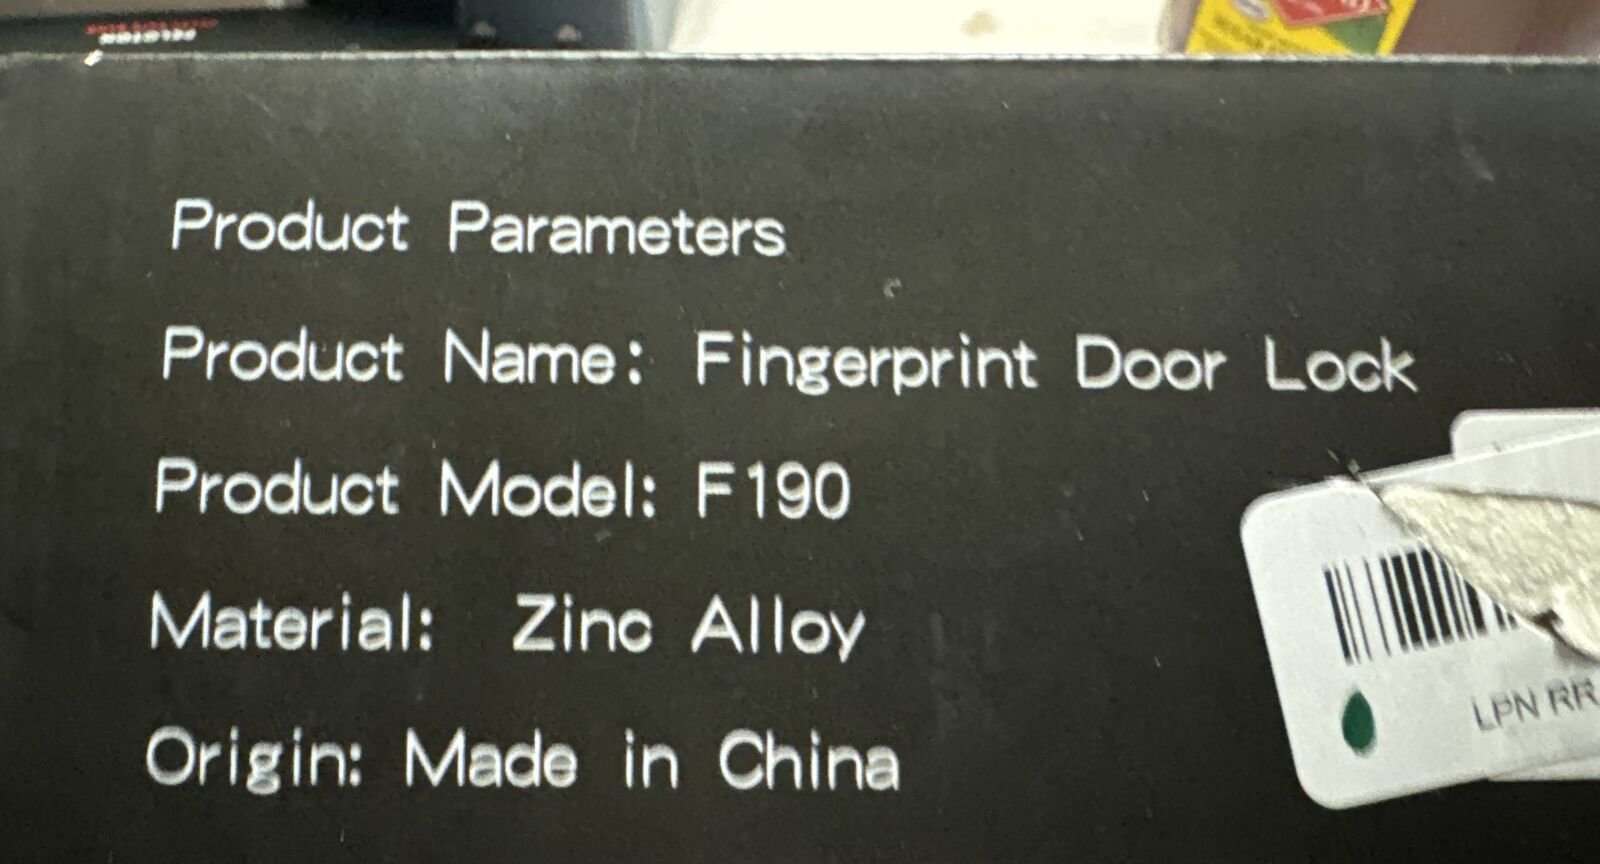 Product Parameters
Product Name: Fingerprint Door Lock
Product Model: F190
Material: Zinc Alloy
Origin: Made in China
LPN RR